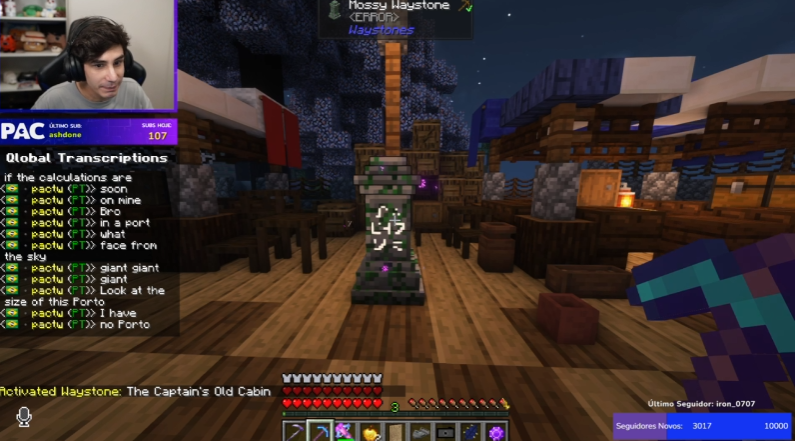 Mossy Waystone
<ERROR>
Waystones
PAC
ÚLTIMO SUB:
ashdone
SUBS HOJE:
107
Qlobal Transcriptions
if the calculations are
<🇧🇷 • pactw (PT)> soon
<🇧🇷 • pactw (PT)> on mine
<🇧🇷 • pactw (PT)> Bro
<🇧🇷 • pactw (PT)> in a port
<🇧🇷 • pactw (PT)> what
<🇧🇷 • pactw (PT)> face from
the sky
<🇧🇷 • pactw (PT)> giant giant
<🇧🇷 • pactw (PT)> giant
<🇧🇷 • pactw (PT)> Look at the
size of this Porto
<🇧🇷 • pactw (PT)> I have
<🇧🇷 • pactw (PT)> no Porto
Activated Waystone: The Captain's Old Cabin
3
Último Seguidor: iron_0707
Seguidores Novos: 3017 10000